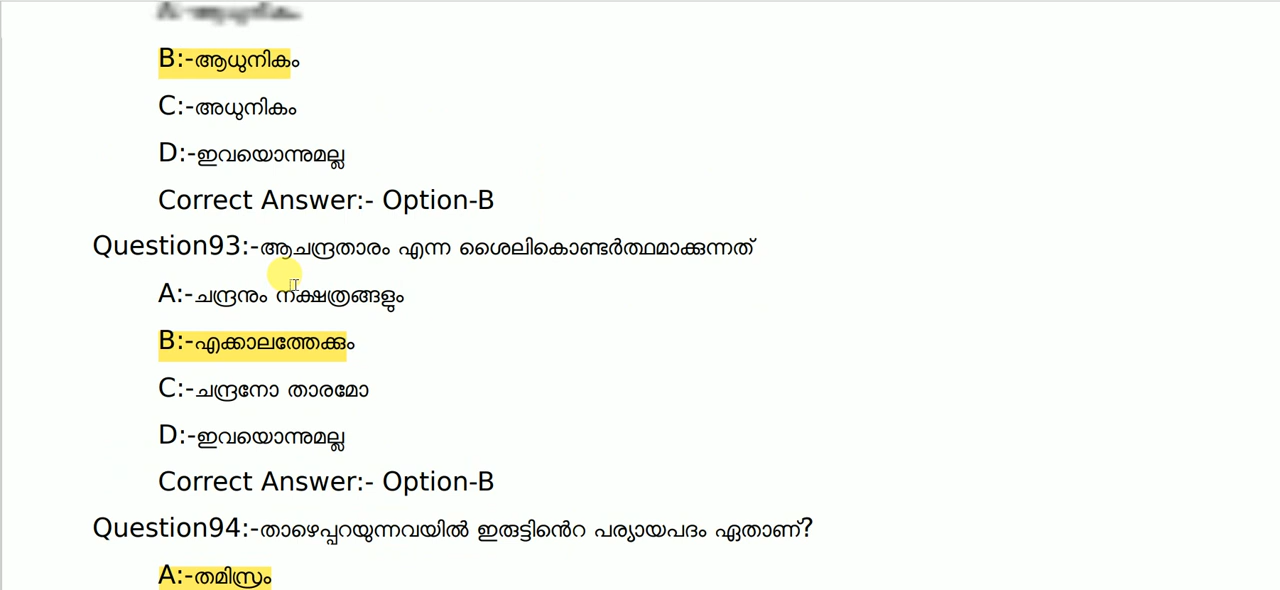 B:-ആധുനികം
C:-അധുനികം
D:-ഇവയൊന്നുമല്ല
Correct Answer:- Option-B
Question93:-ആചന്ദ്രതാരം എന്ന ശൈലികൊണ്ടർത്ഥമാക്കുന്നത്
A:-ചന്ദ്രനും നക്ഷത്രങ്ങളും
B:-എക്കാലത്തേക്കും
C:-ചന്ദ്രനോ താരമോ
D:-ഇവയൊന്നുമല്ല
Correct Answer:- Option-B
Question94:-താഴെപ്പറയുന്നവയിൽ ഇരുട്ടിൻെറ പര്യായപദം ഏതാണ്?
A:-തമിസ്രം